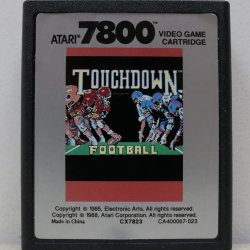 ATARI 7800 VIDEO GAME CARTRIDGE
TOUCHDOWN
FOOTBALL
Copyright © 1985, Electronic Arts. All rights reserved.
Copyright © 1988, Atari Corporation. All rights reserved.
Made in China CX7823 CA400067-023